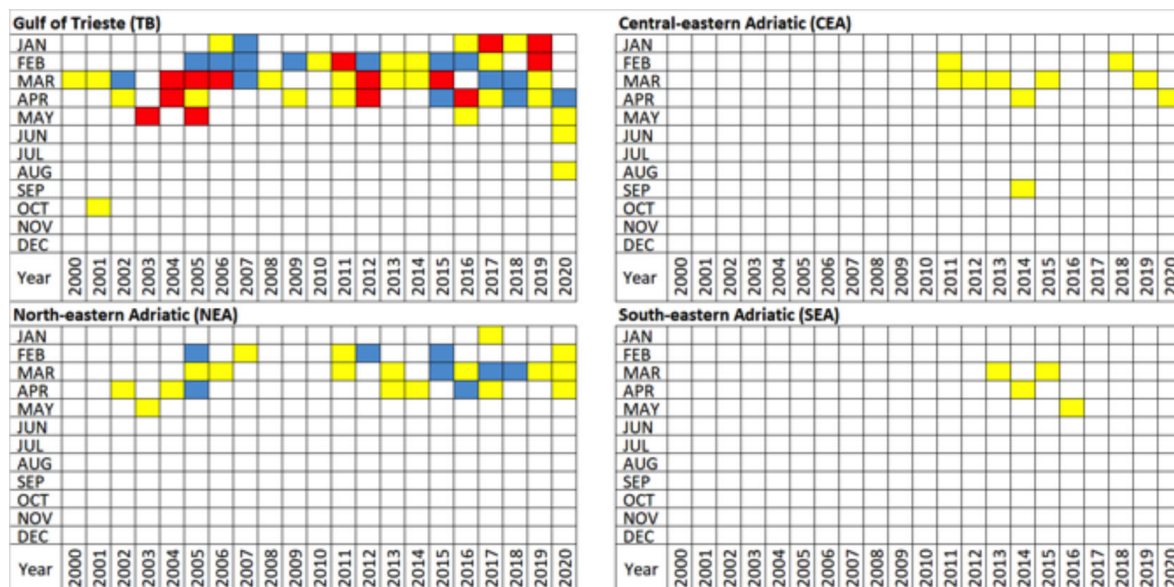 Gulf of Trieste (TB)
JAN
FEB
MAR
APR
MAY
JUN
JUL
AUG
SEP
OCT
NOV
DEC
Year 2000 2001 2002 2003 2004 2005 2006 2007 2008 2009 2010 2011 2012 2013 2014 2015 2016 2017 2018 2019 2020
Central-eastern Adriatic (CEA)
JAN
FEB
MAR
APR
MAY
JUN
JUL
AUG
SEP
OCT
NOV
DEC
Year 2000 2001 2002 2003 2004 2005 2006 2007 2008 2009 2010 2011 2012 2013 2014 2015 2016 2017 2018 2019 2020
North-eastern Adriatic (NEA)
JAN
FEB
MAR
APR
MAY
JUN
JUL
AUG
SEP
OCT
NOV
DEC
Year 2000 2001 2002 2003 2004 2005 2006 2007 2008 2009 2010 2011 2012 2013 2014 2015 2016 2017 2018 2019 2020
South-eastern Adriatic (SEA)
JAN
FEB
MAR
APR
MAY
JUN
JUL
AUG
SEP
OCT
NOV
DEC
Year 2000 2001 2002 2003 2004 2005 2006 2007 2008 2009 2010 2011 2012 2013 2014 2015 2016 2017 2018 2019 2020